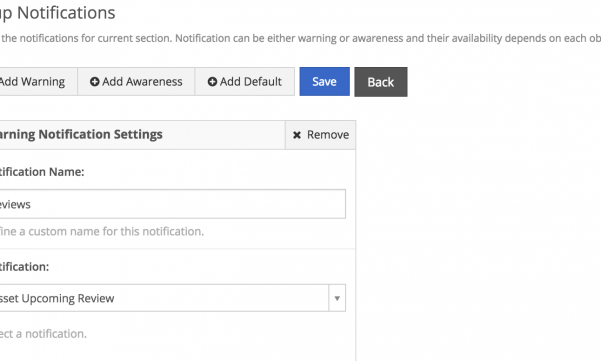 up Notifications
the notifications for current section. Notification can be either warning or awareness and their availability depends on each ob
Add Warning Add Awareness Add Default Save Back
arning Notification Settings Remove
tification Name:
eviews
fine a custom name for this notification.
tification:
sset Upcoming Review
ect a notification.